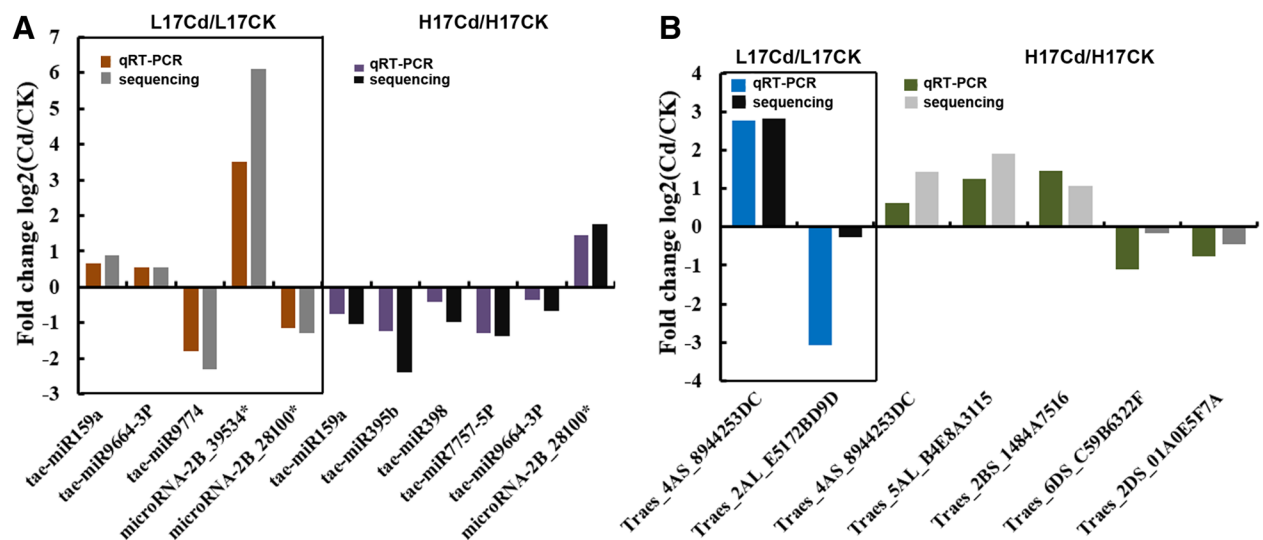 A
L17Cd/L17CK
H17Cd/H17CK
qRT-PCR
sequencing
qRT-PCR
sequencing
Fold change log2(Cd/CK)
7
6
5
4
3
2
1
0
-1
-2
-3
tae-miR159a
tae-miR9664-3P
tae-miR9774
microRNA-2B_39534*
microRNA-2B_28100*
tae-miR159a
tae-miR395b
tae-miR398
tae-miR7757-5P
tae-miR9664-3P
microRNA-2B_28100*
B
L17Cd/L17CK
H17Cd/H17CK
qRT-PCR
sequencing
qRT-PCR
sequencing
Fold change log2(Cd/CK)
4
3
2
1
0
-1
-2
-3
-4
Traes_4AS_8944253DC
Traes_2AL_E5172BD9D
Traes_4AS_8944253DC
Traes_5AL_B4E8A3115
Traes_2BS_1484A7516
Traes_6DS_C59B6322F
Traes_2DS_01A0E5F7A